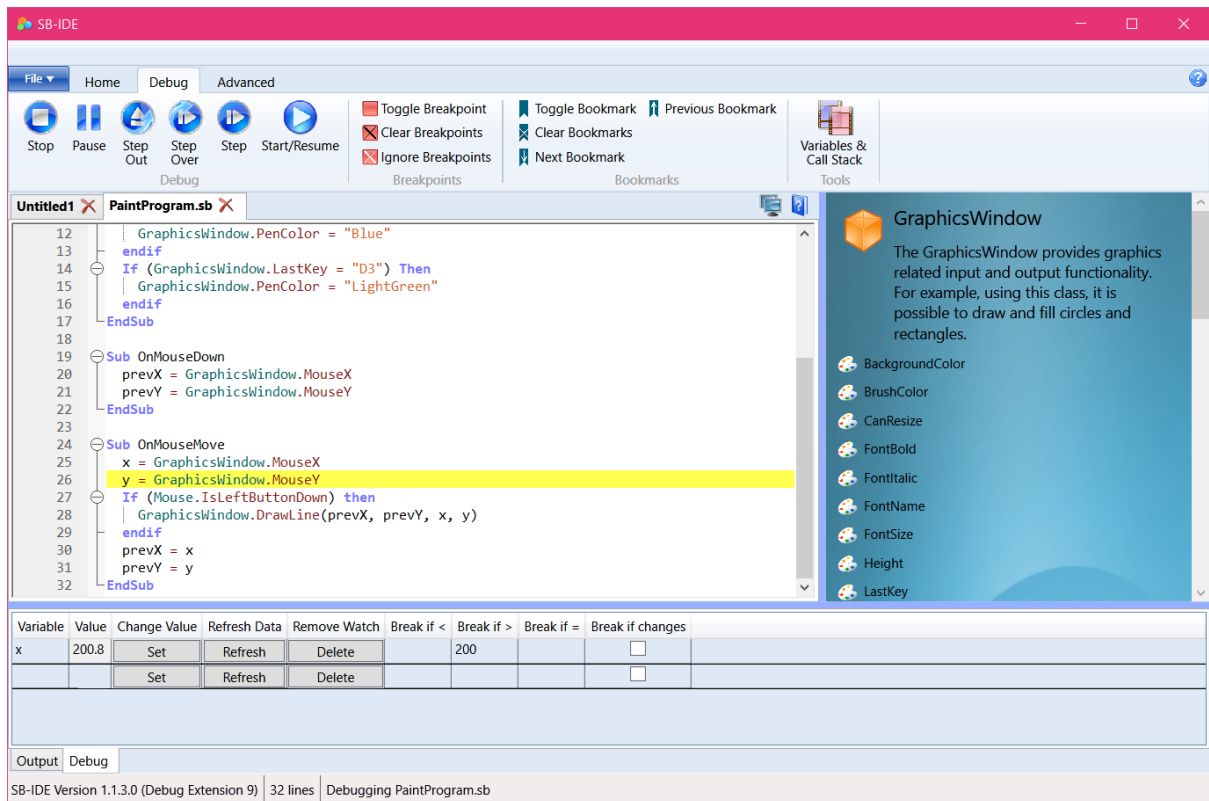 SB-IDE
File
Home Debug Advanced
Stop Pause Step Out Step Over Step Start/Resume
Debug
Toggle Breakpoint
Clear Breakpoints
Ignore Breakpoints
Breakpoints
Toggle Bookmark Previous Bookmark
Clear Bookmarks
Next Bookmark
Bookmarks
Variables & Call Stack
Tools
Untitled1 PaintProgram.sb
12 GraphicsWindow.PenColor = "Blue"
13 endif
14 If (GraphicsWindow.LastKey = "D3") Then
15 GraphicsWindow.PenColor = "LightGreen"
16 endif
17 EndSub
18
19 Sub OnMouseDown
20 prevX = GraphicsWindow.MouseX
21 prevY = GraphicsWindow.MouseY
22 EndSub
23
24 Sub OnMouseMove
25 x = GraphicsWindow.MouseX
26 y = GraphicsWindow.MouseY
27 If (Mouse.IsLeftButtonDown) then
28 GraphicsWindow.DrawLine(prevX, prevY, x, y)
29 endif
30 prevX = x
31 prevY = y
32 EndSub
GraphicsWindow
The GraphicsWindow provides graphics
related input and output functionality.
For example, using this class, it is
possible to draw and fill circles and
rectangles.
BackgroundColor
BrushColor
CanResize
FontBold
FontItalic
FontName
FontSize
Height
LastKey
Variable Value Change Value Refresh Data Remove Watch Break if < Break if > Break if = Break if changes
x 200.8 Set Refresh Delete 200
Set Refresh Delete
Output Debug
SB-IDE Version 1.1.3.0 (Debug Extension 9) 32 lines Debugging PaintProgram.sb